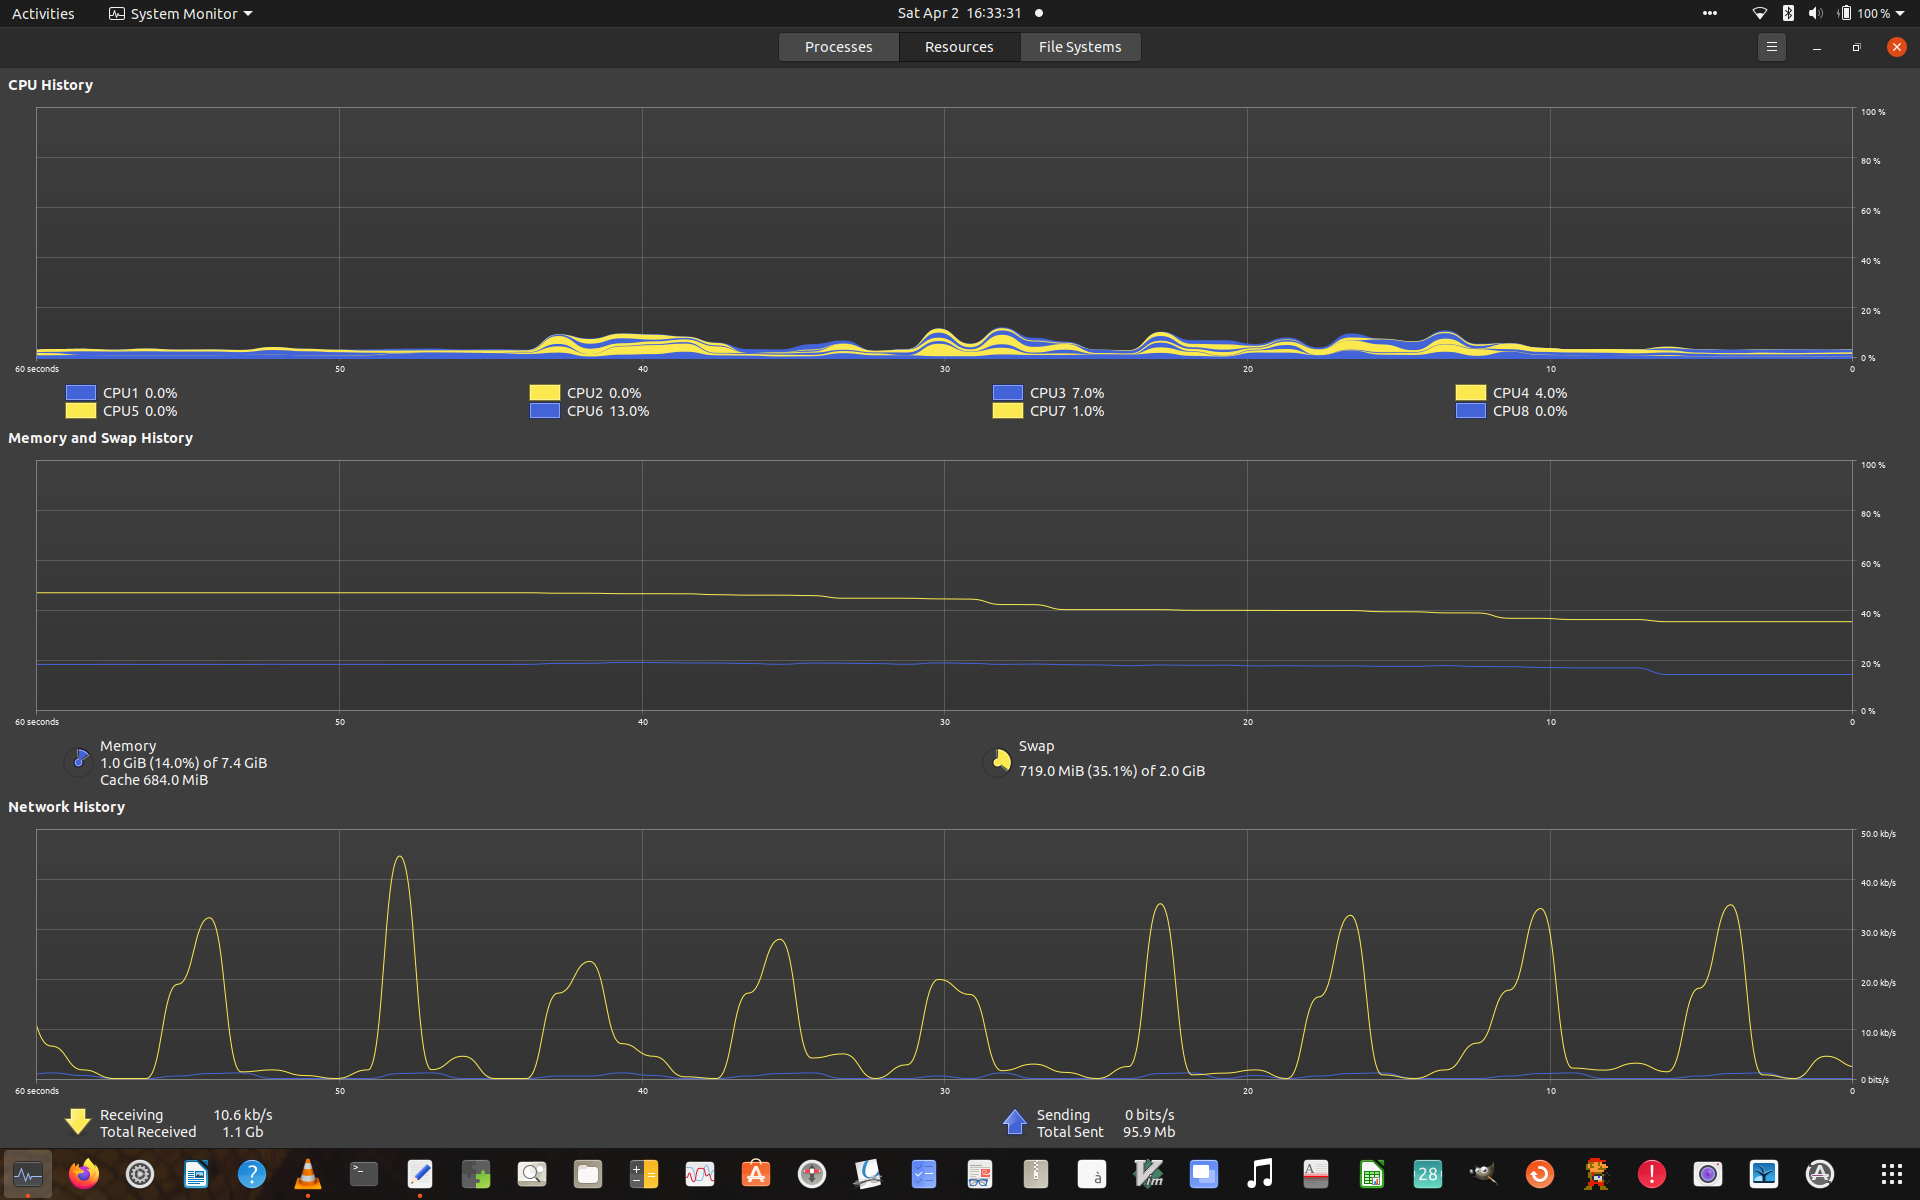 Activities System Monitor Sat Apr 2 16:33:31 100 %
Processes Resources File Systems
CPU History
100 %
80 %
60 %
40 %
20 %
0 %
60 seconds 50 40 30 20 10 0
CPU1 0.0% CPU2 0.0% CPU3 7.0% CPU4 4.0%
CPU5 0.0% CPU6 13.0% CPU7 1.0% CPU8 0.0%
Memory and Swap History
100 %
80 %
60 %
40 %
20 %
0 %
60 seconds 50 40 30 20 10 0
Memory
1.0 GiB (14.0%) of 7.4 GiB
Cache 684.0 MiB
Swap
719.0 MiB (35.1%) of 2.0 GiB
Network History
50.0 kb/s
40.0 kb/s
30.0 kb/s
20.0 kb/s
10.0 kb/s
0 bits/s
60 seconds 50 40 30 20 10 0
Receiving 10.6 kb/s Sending 0 bits/s
Total Received 1.1 Gb Total Sent 95.9 Mb
>_ ? A à Vim A 28 !